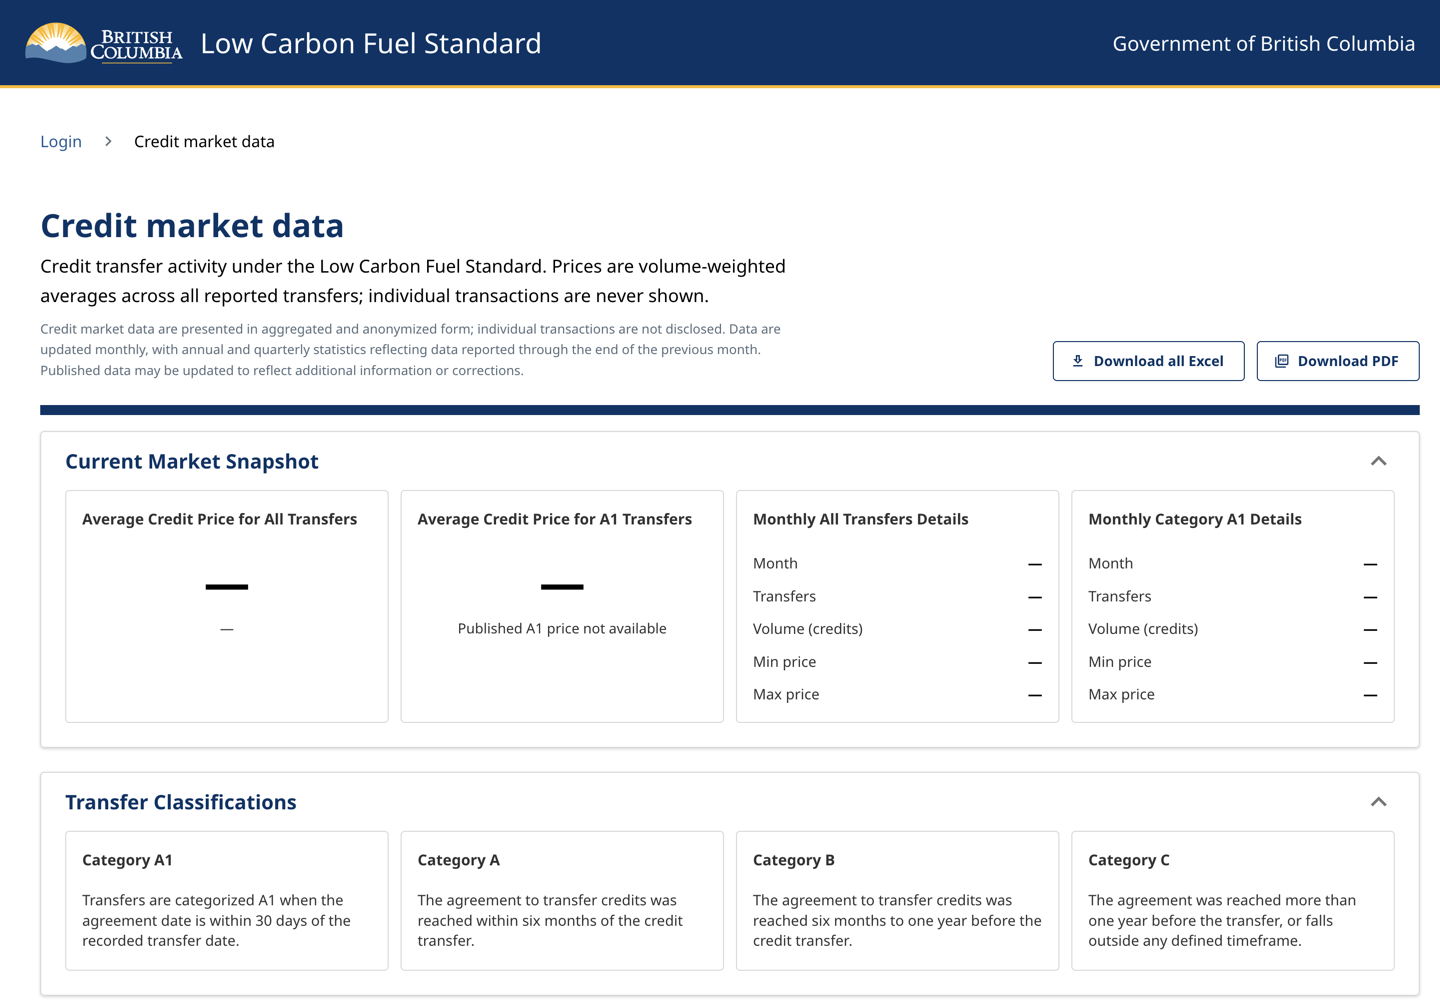 BRITISH
COLUMBIA
Low Carbon Fuel Standard
Government of British Columbia
Login
Credit market data
Credit market data
Credit transfer activity under the Low Carbon Fuel Standard. Prices are volume-weighted
averages across all reported transfers; individual transactions are never shown.
Credit market data are presented in aggregated and anonymized form; individual transactions are not disclosed. Data are
updated monthly, with annual and quarterly statistics reflecting data reported through the end of the previous month.
Published data may be updated to reflect additional information or corrections.
Download all Excel
Download PDF
Current Market Snapshot
Average Credit Price for All Transfers
—
—
Average Credit Price for A1 Transfers
—
Published A1 price not available
Monthly All Transfers Details
Month —
Transfers —
Volume (credits) —
Min price —
Max price —
Monthly Category A1 Details
Month —
Transfers —
Volume (credits) —
Min price —
Max price —
Transfer Classifications
Category A1
Transfers are categorized A1 when the
agreement date is within 30 days of the
recorded transfer date.
Category A
The agreement to transfer credits was
reached within six months of the credit
transfer.
Category B
The agreement to transfer credits was
reached six months to one year before the
credit transfer.
Category C
The agreement was reached more than
one year before the transfer, or falls
outside any defined timeframe.